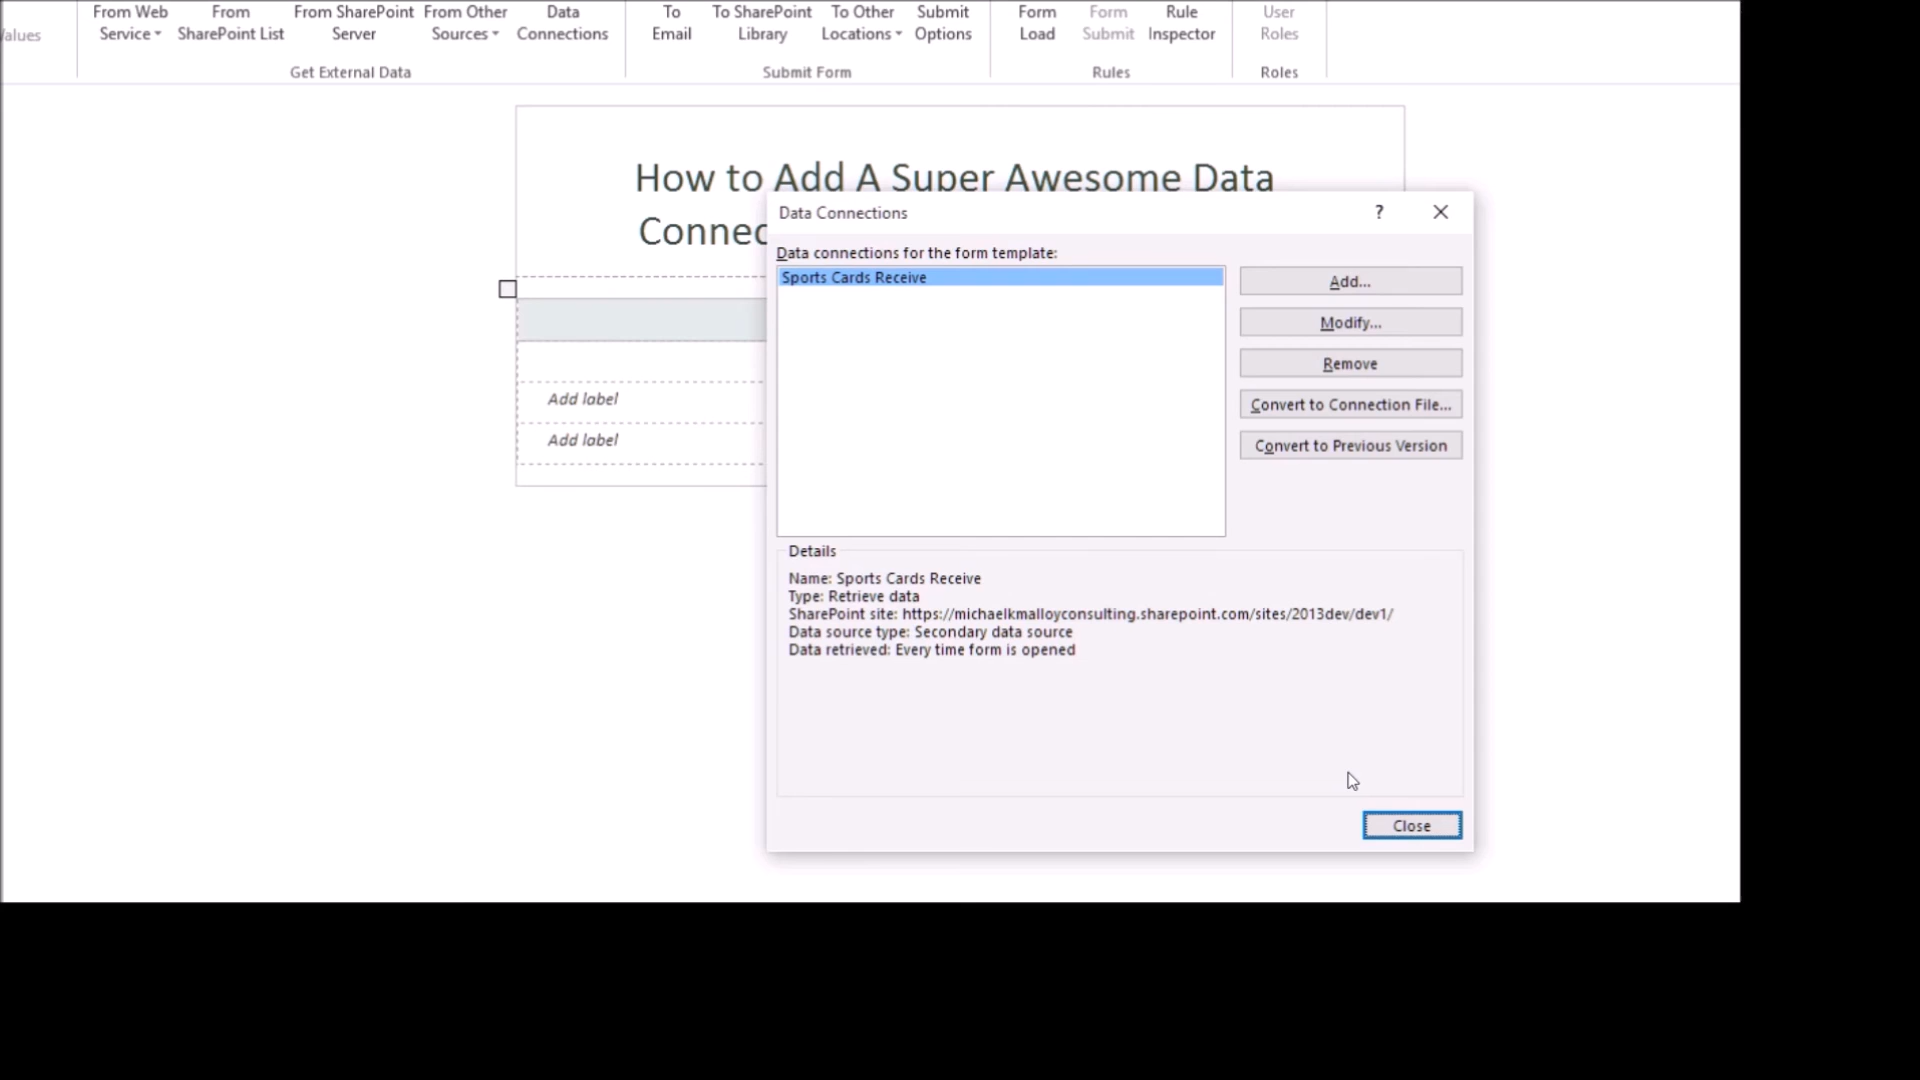 alues
From Web Service
From SharePoint List
From SharePoint Server
From Other Sources
Data Connections
Get External Data
To Email
To SharePoint Library
To Other Locations
Submit Options
Submit Form
Form Load
Form Submit
Rule Inspector
Rules
User Roles
Roles
How to Add A Super Awesome Data
Connec
Add label
Add label
Data Connections
?
Data connections for the form template:
Sports Cards Receive
Add...
Modify...
Remove
Convert to Connection File...
Convert to Previous Version
Details
Name: Sports Cards Receive
Type: Retrieve data
SharePoint site: https://michaelkmalloyconsulting.sharepoint.com/sites/2013dev/dev1/
Data source type: Secondary data source
Data retrieved: Every time form is opened
Close